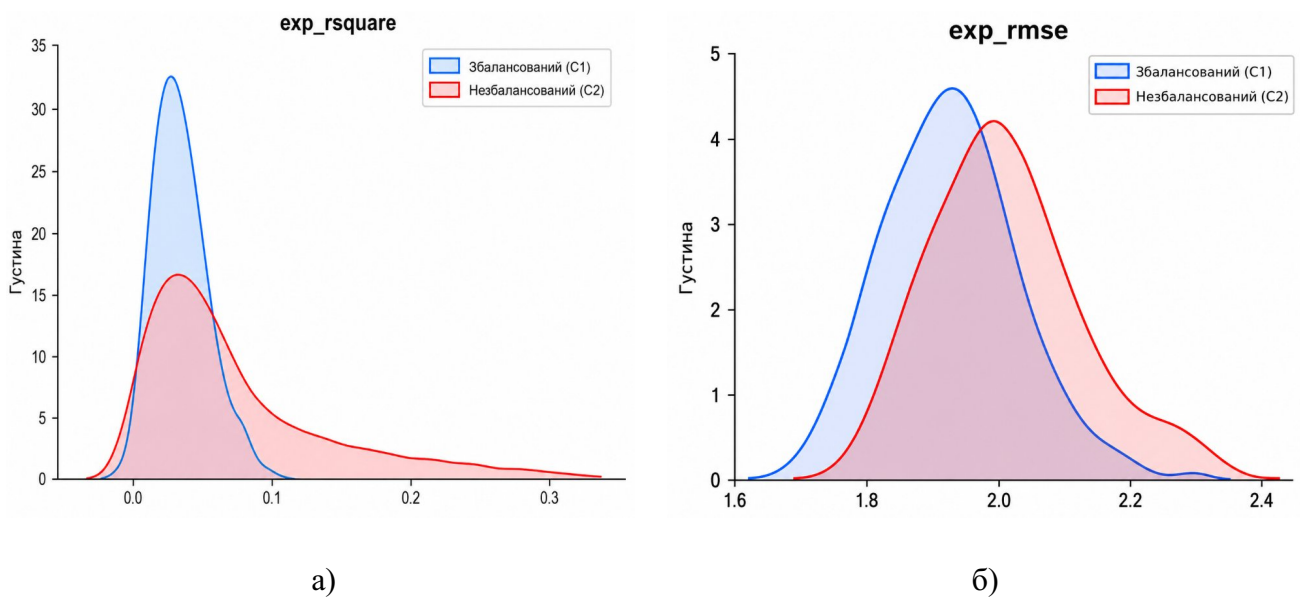 exp_rsquare
35
30
25
20
15
10
5
0
Густина
0.0 0.1 0.2 0.3
Збалансований (C1)
Незбалансований (C2)
а)
exp_rmse
5
4
3
2
1
0
Густина
1.6 1.8 2.0 2.2 2.4
Збалансований (C1)
Незбалансований (C2)
б)